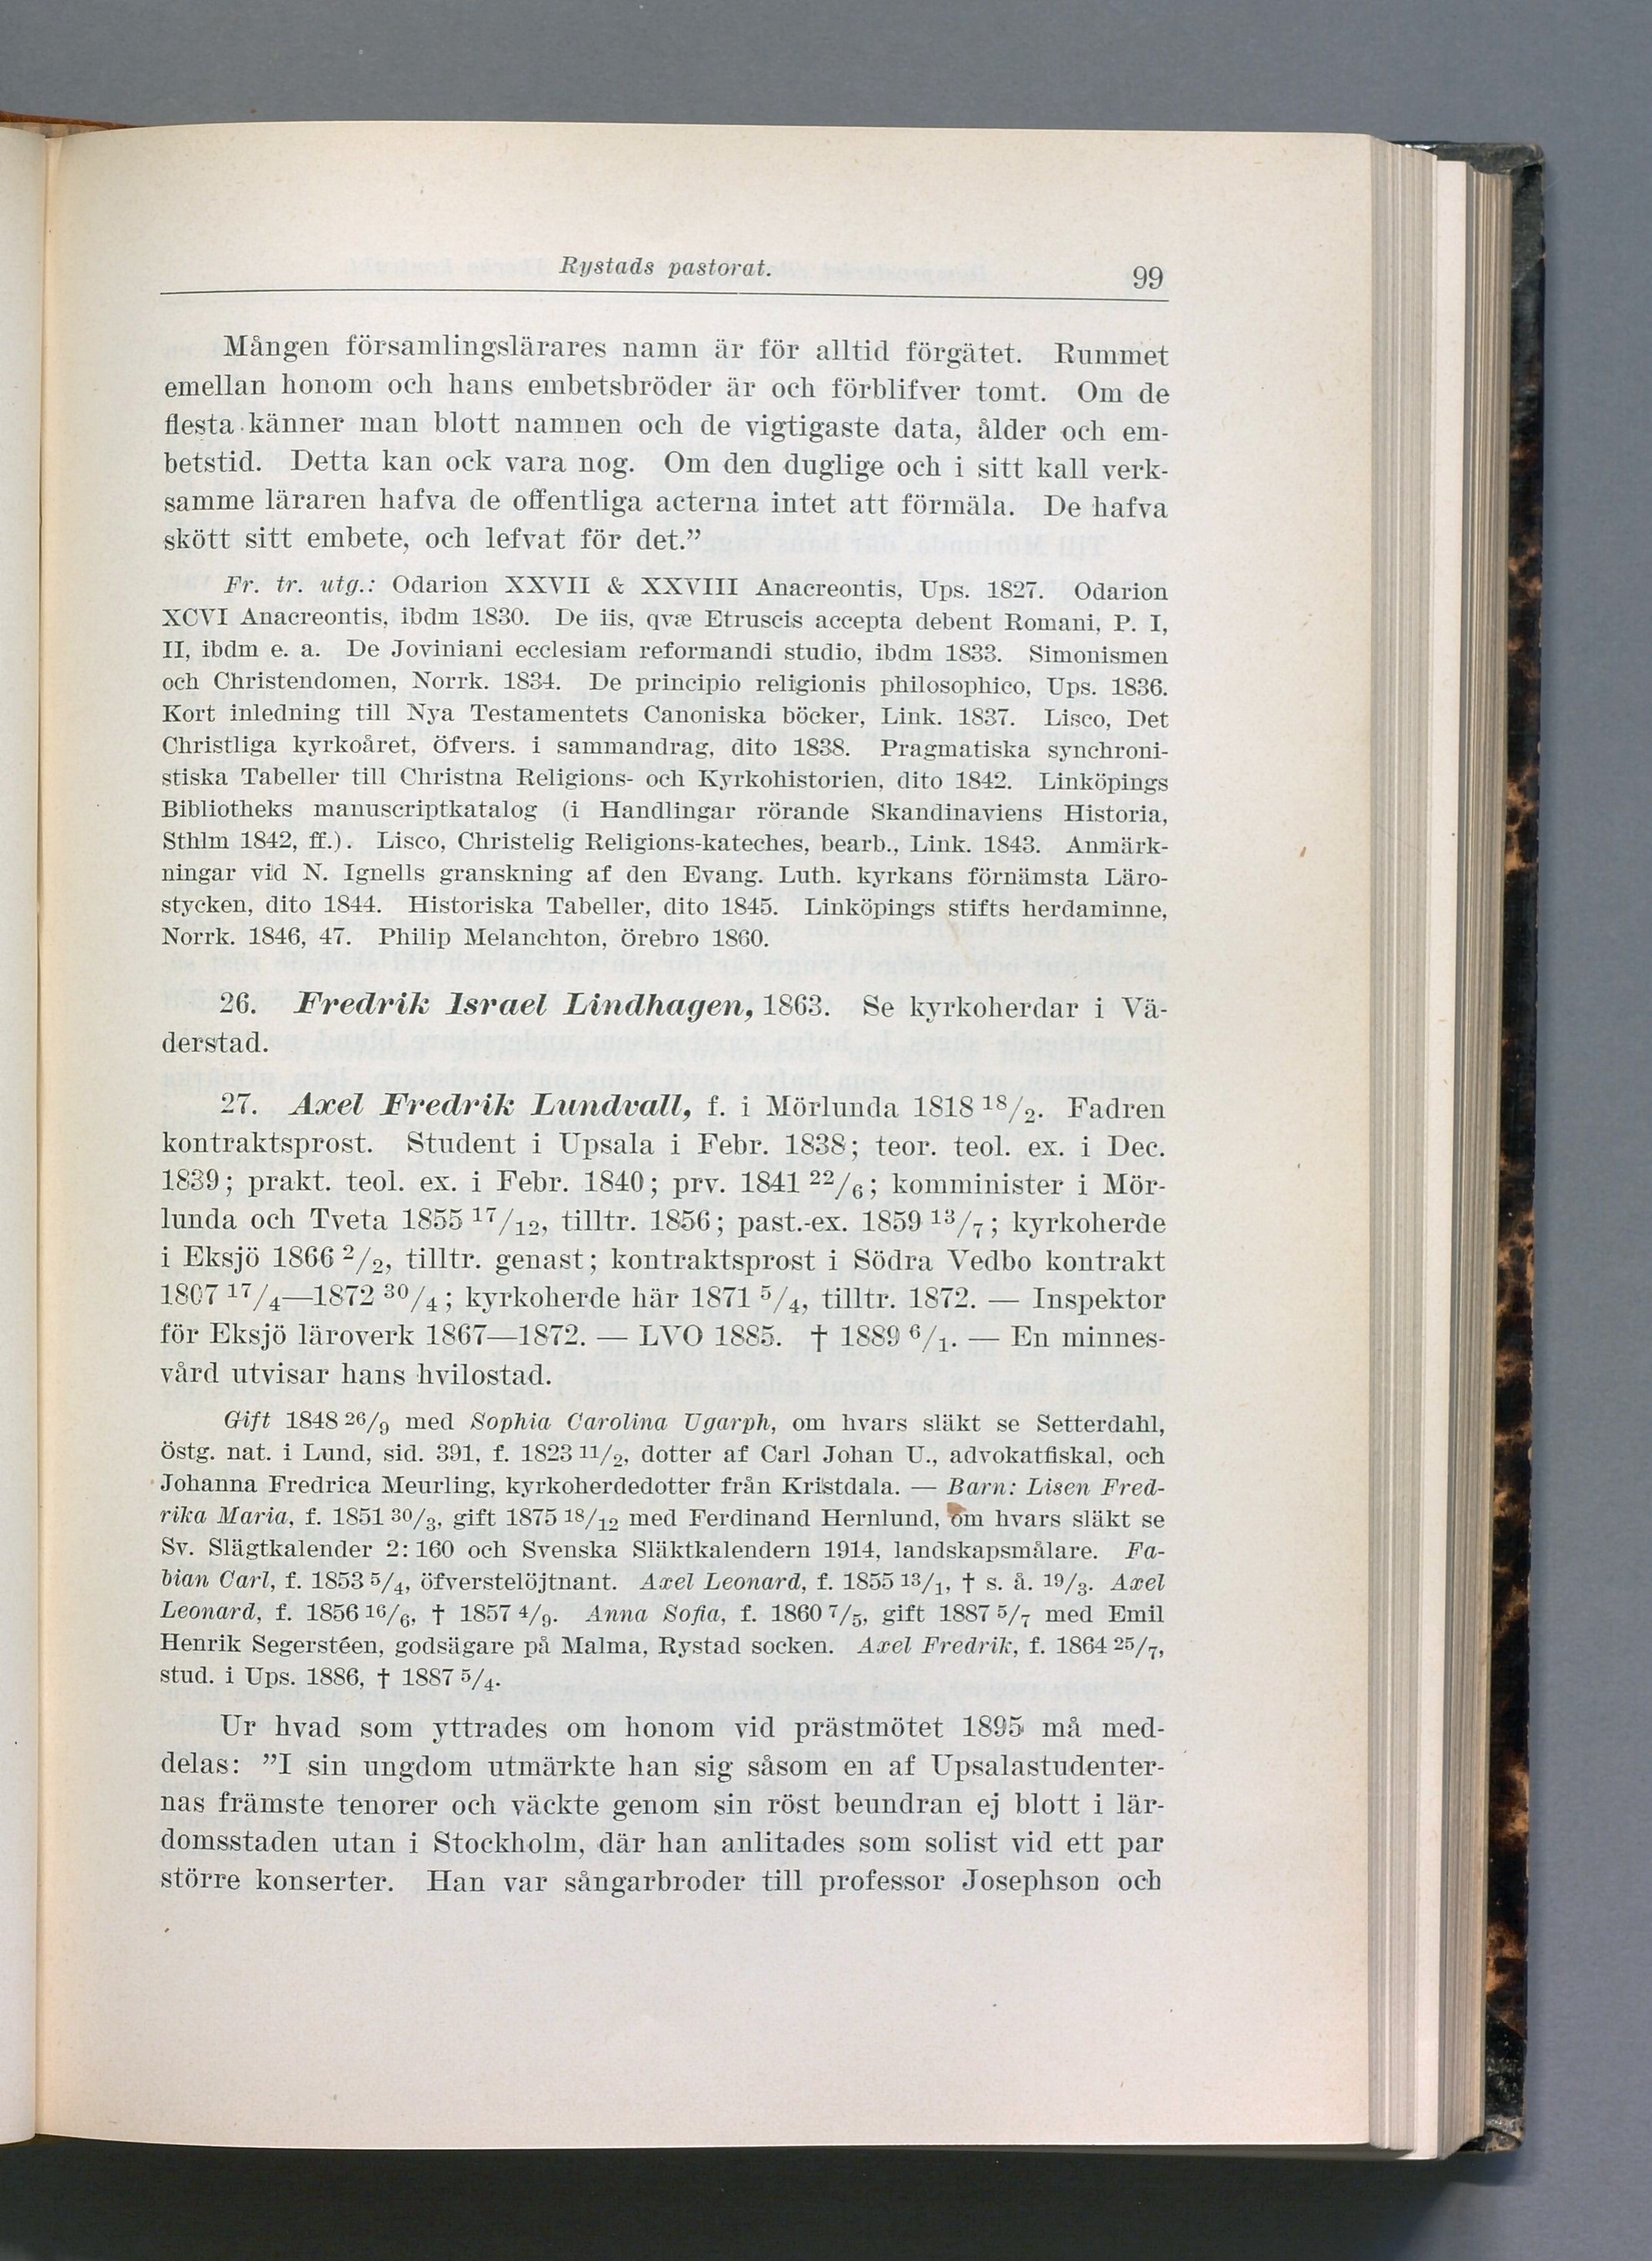 Rystads pastorat. 99
Mången församlingslärares namn är för alltid förgätet. Rummet
emellan honom och hans embetsbröder är och förblifver tomt. Om de
flesta känner man blott namnen och de vigtigaste data, ålder och em-
betstid. Detta kan ock vara nog. Om den duglige och i sitt kall verk-
samme läraren hafva de offentliga acterna intet att förmäla. De hafva
skött sitt embete, och lefvat för det.”
Fr. tr. utg.: Odarion XXVII & XXVIII Anacreontis, Ups. 1827. Odarion
XCVI Anacreontis, ibdm 1830. De iis, qvæ Etruscis accepta debent Romani, P. I,
II, ibdm e. a. De Joviniani ecclesiam reformandi studio, ibdm 1833. Simonismen
och Christendomen, Norrk. 1834. De principio religionis philosophico, Ups. 1836.
Kort inledning till Nya Testamentets Canoniska böcker, Link. 1837. Lisco, Det
Christliga kyrkoåret, öfvers. i sammandrag, dito 1838. Pragmatiska synchroni-
stiska Tabeller till Christna Religions- och Kyrkohistorien, dito 1842. Linköpings
Bibliotheks manuscriptkatalog (i Handlingar rörande Skandinaviens Historia,
Sthlm 1842, ff.). Lisco, Christelig Religions-kateches, bearb., Link. 1843. Anmärk-
ningar vid N. Ignells granskning af den Evang. Luth. kyrkans förnämsta Läro-
stycken, dito 1844. Historiska Tabeller, dito 1845. Linköpings stifts herdaminne,
Norrk. 1846, 47. Philip Melanchton, Örebro 1860.
26. Fredrik Israel Lindhagen, 1863. Se kyrkoherdar i Vä-
derstad.
27. Axel Fredrik Lundvall, f. i Mörlunda 1818 18/2. Fadren
kontraktsprost. Student i Upsala i Febr. 1838; teor. teol. ex. i Dec.
1839; prakt. teol. ex. i Febr. 1840; prv. 1841 22/6; komminister i Mör-
lunda och Tveta 1855 17/12, tilltr. 1856; past.-ex. 1859 13/7; kyrkoherde
i Eksjö 1866 2/2, tilltr. genast; kontraktsprost i Södra Vedbo kontrakt
1867 17/4—1872 30/4; kyrkoherde här 1871 5/4, tilltr. 1872. — Inspektor
för Eksjö läroverk 1867—1872. — LVO 1885. † 1889 6/1. — En minnes-
vård utvisar hans hvilostad.
Gift 1848 26/9 med Sophia Carolina Ugarph, om hvars släkt se Setterdahl,
Östg. nat. i Lund, sid. 391, f. 1823 11/2, dotter af Carl Johan U., advokatfiskal, och
Johanna Fredrica Meurling, kyrkoherdedotter från Kristdala. — Barn: Lisen Fred-
rika Maria, f. 1851 30/3, gift 1875 18/12 med Ferdinand Hernlund, om hvars släkt se
Sv. Slägtkalender 2: 160 och Svenska Släktkalendern 1914, landskapsmålare. Fa-
bian Carl, f. 1853 5/4, öfverstelöjtnant. Axel Leonard, f. 1855 13/1, † s. å. 19/3. Axel
Leonard, f. 1856 16/6, † 1857 4/9. Anna Sofia, f. 1860 7/5, gift 1887 5/7 med Emil
Henrik Segerstéen, godsägare på Malma, Rystad socken. Axel Fredrik, f. 1864 25/7,
stud. i Ups. 1886, † 1887 5/4.
Ur hvad som yttrades om honom vid prästmötet 1895 må med-
delas: ”I sin ungdom utmärkte han sig såsom en af Upsalastudenter-
nas främste tenorer och väckte genom sin röst beundran ej blott i lär-
domsstaden utan i Stockholm, där han anlitades som solist vid ett par
större konserter. Han var sångarbroder till professor Josephson och